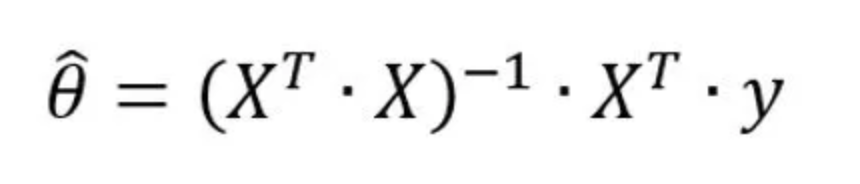 θ̂ = (Xᵀ · X)⁻¹ · Xᵀ · y